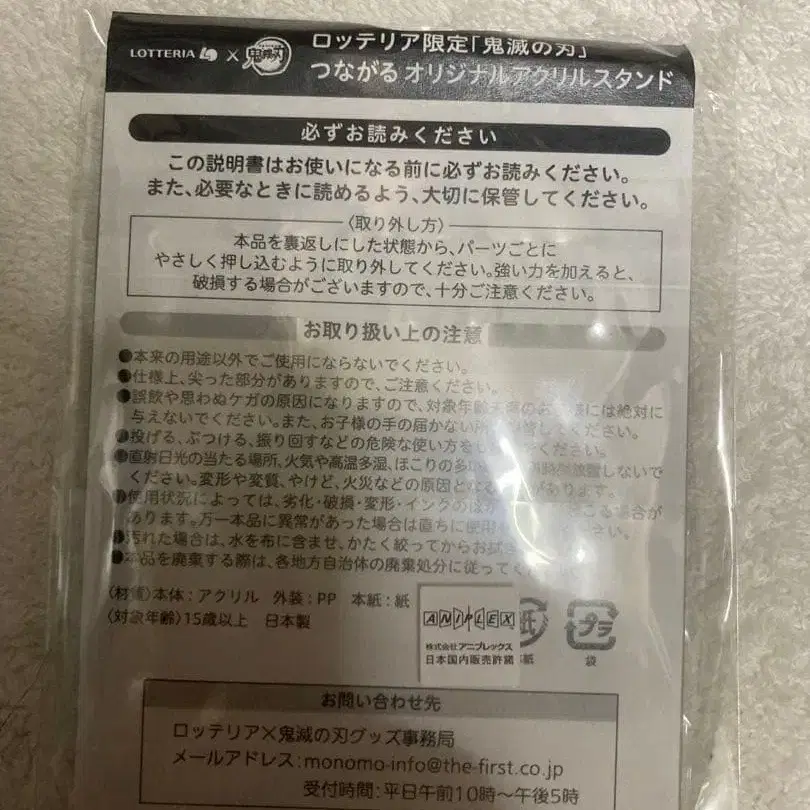 LOTTERIA × 鬼滅の刃 ロッテリア限定「鬼滅の刃」
つながる オリジナルアクリルスタンド
必ずお読みください
この説明書はお使いになる前に必ずお読みください。
また、必要なときに読めるよう、大切に保管してください。
〈取り外し方〉
本品を裏返しにした状態から、パーツごとに
やさしく押し込むように取り外してください。強い力を加えると、
破損する場合がございますので、十分ご注意ください。
お取り扱い上の注意
●本来の用途以外でご使用にならないでください。
●仕様上、尖った部分がありますので、ご注意ください。
●誤飲や思わぬケガの原因になりますので、対象年齢未満のお には絶対に
与えないでください。また、お子様の手の届かない所 管してください。
●投げる、ぶつける、振り回すなどの危険な使い方を ください。
●直射日光の当たる場所、火気や高温多湿、ほこりの多い 放置しないで
ください。変形や変質、やけど、火災などの原因となる があります。
●使用状況によっては、劣化・破損・変形・インクの こる場合が
あります。万一本品に異常があった場合は直ちに使用 ください。
●汚れた場合は、水を布に含ませ、かたく絞ってからお拭き
●本品を廃棄する際は、各地方自治体の廃棄処分に従って
〈材質〉本体：アクリル 外装：PP 本紙：紙
〈対象年齢〉15歳以上 日本製
ANIPLEX
株式会社アニプレックス
日本国内販売許諾
紙
プラ
袋
お問い合わせ先
ロッテリア×鬼滅の刃グッズ事務局
メールアドレス：monomo-info@the-first.co.jp
受付時間：平日午前10時〜午後5時